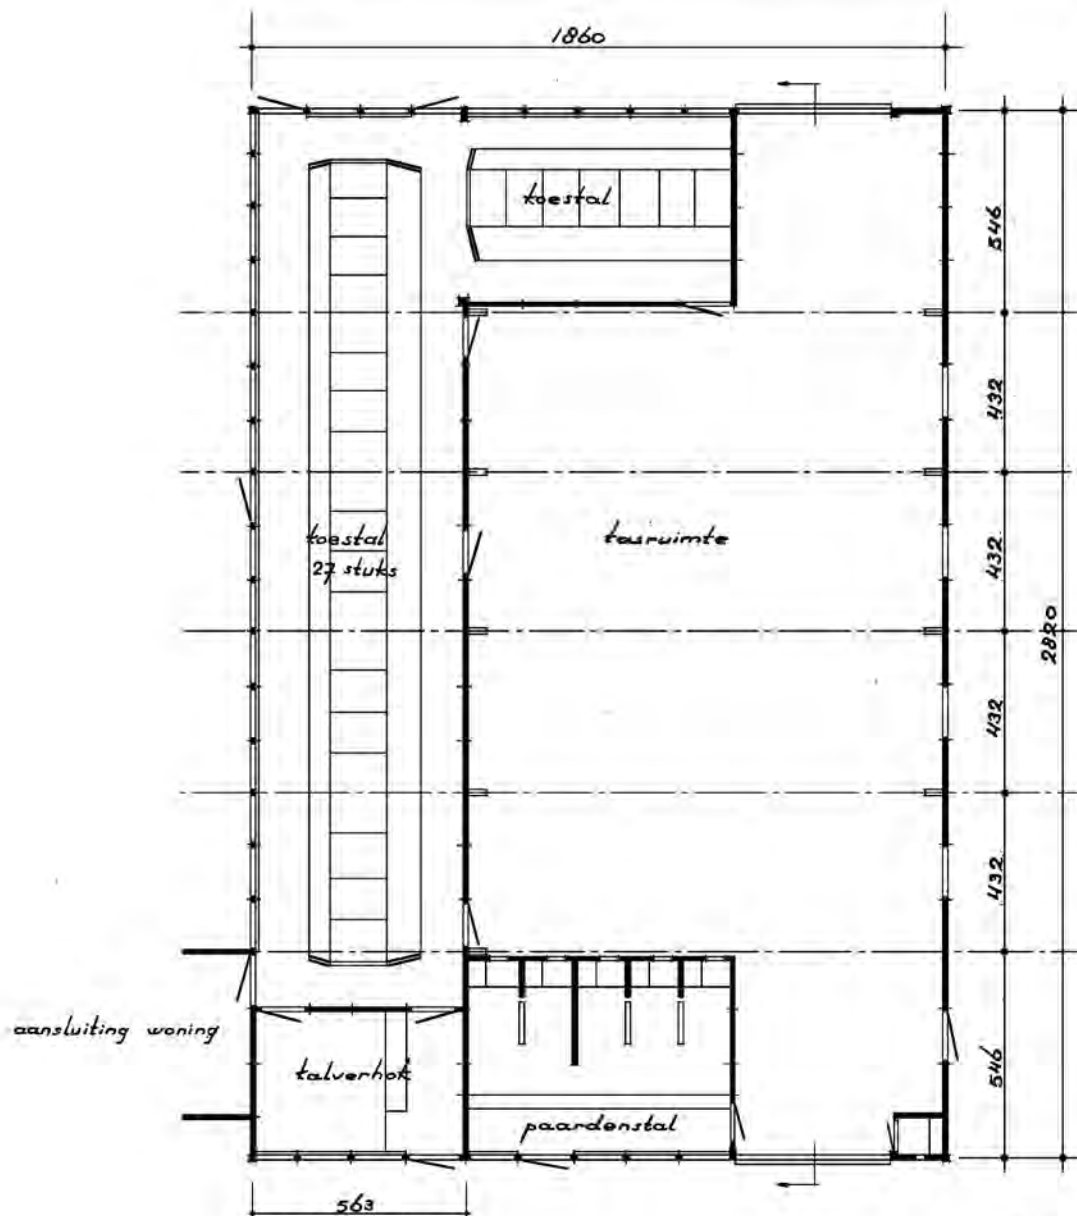 1860
koestal
546
432
432
koestal
27 stuks
tasruimte
2820
432
432
aansluiting woning
kalverhok
546
paardenstal
563